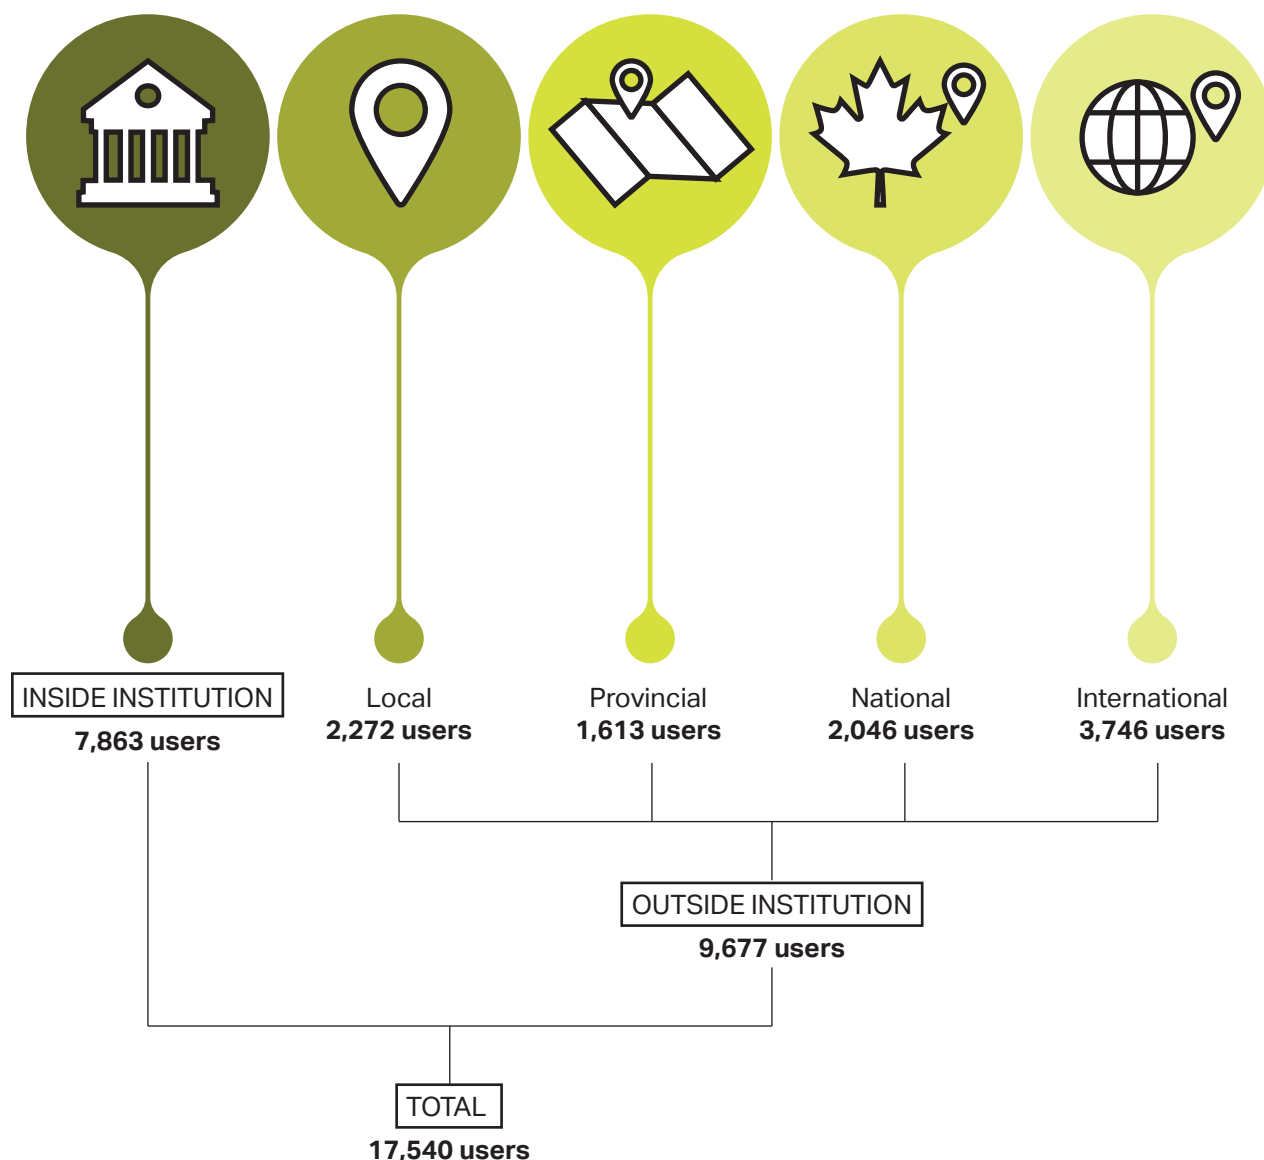 INSIDE INSTITUTION
7,863 users
Local
2,272 users
Provincial
1,613 users
National
2,046 users
International
3,746 users
OUTSIDE INSTITUTION
9,677 users
TOTAL
17,540 users